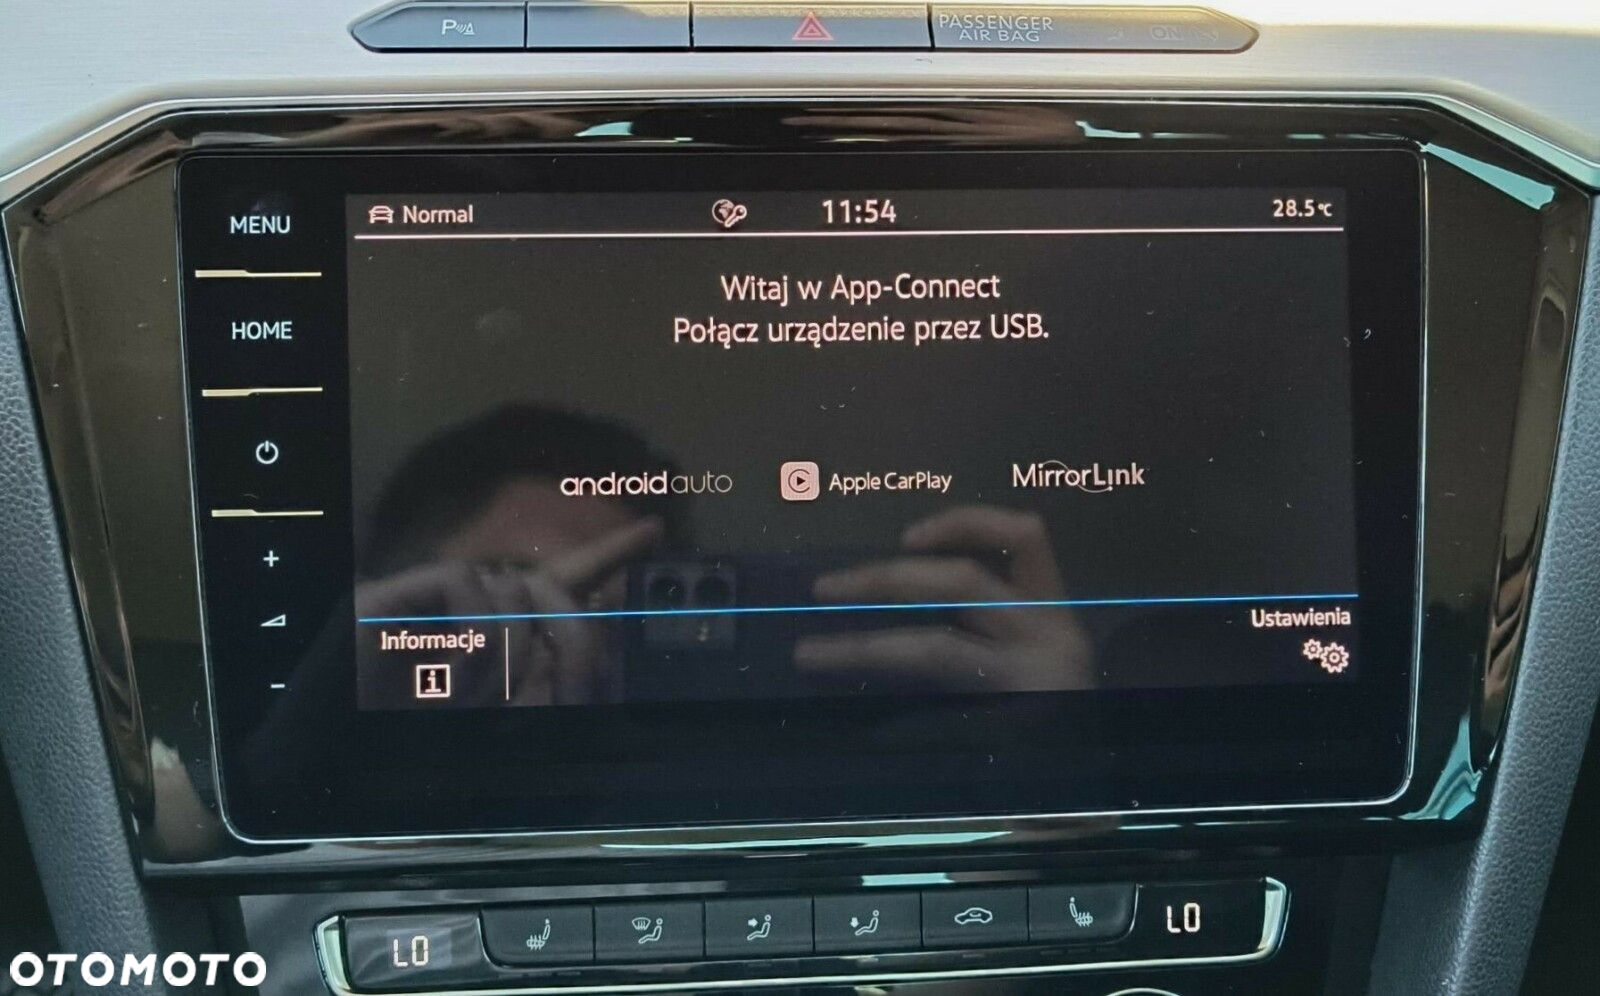 P
PASSENGER
AIR BAG
ON
MENU
HOME
Normal
11:54
28.5°C
Witaj w App-Connect
Połącz urządzenie przez USB.
androidauto
Apple CarPlay
MirrorLink
Informacje
i
Ustawienia
+
−
LO
LO
OTOMOTO